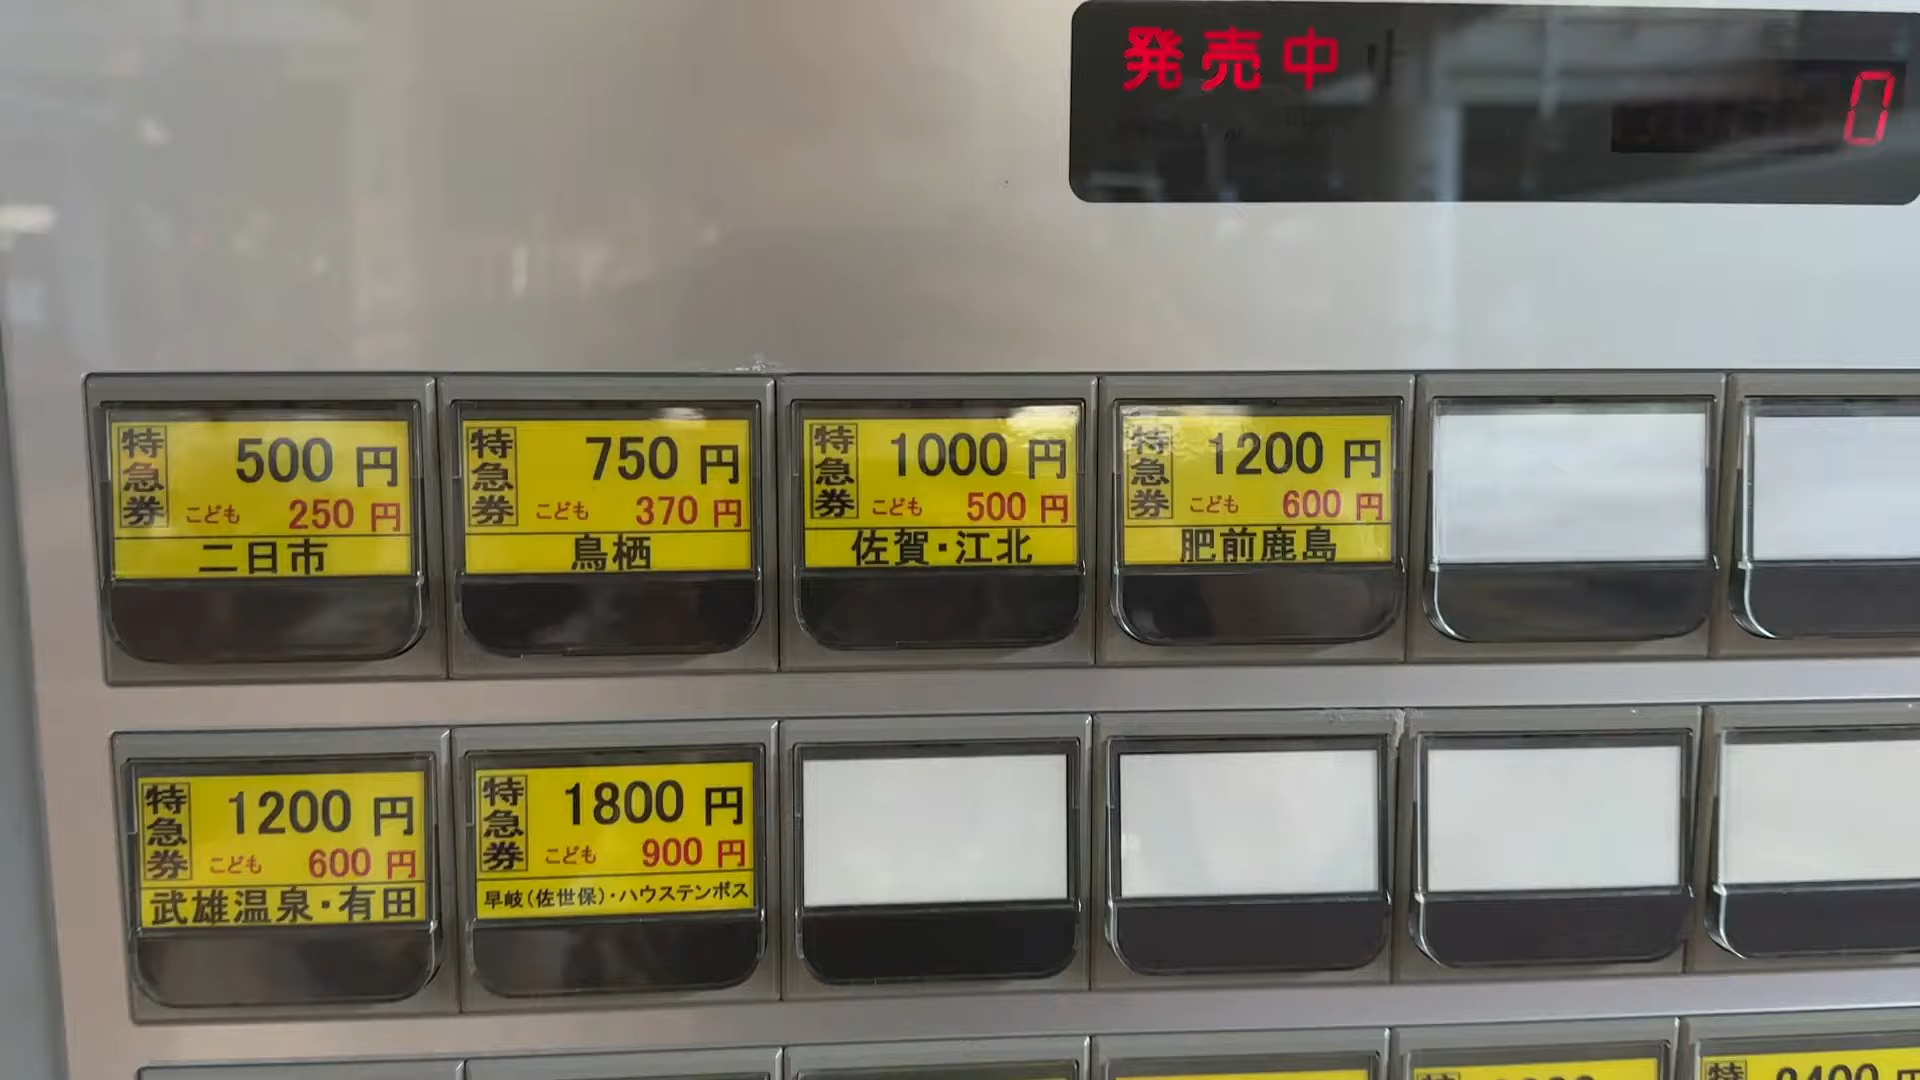 発売中
0
特急券
500円
こども 250円
二日市
特急券
750円
こども 370円
鳥栖
特急券
1000円
こども 500円
佐賀・江北
特急券
1200円
こども 600円
肥前鹿島
特急券
1200円
こども 600円
武雄温泉・有田
特急券
1800円
こども 900円
早岐(佐世保)・ハウステンボス